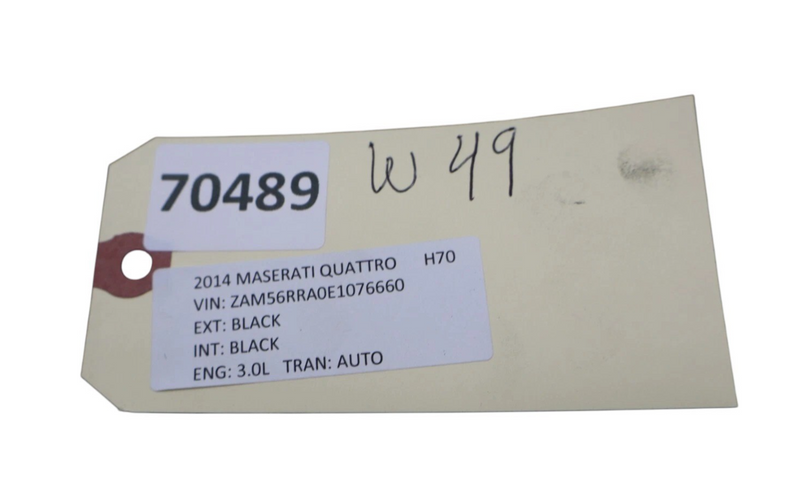 70489
W 49
2014 MASERATI QUATTRO H70
VIN: ZAM56RRA0E1076660
EXT: BLACK
INT: BLACK
ENG: 3.0L TRAN: AUTO